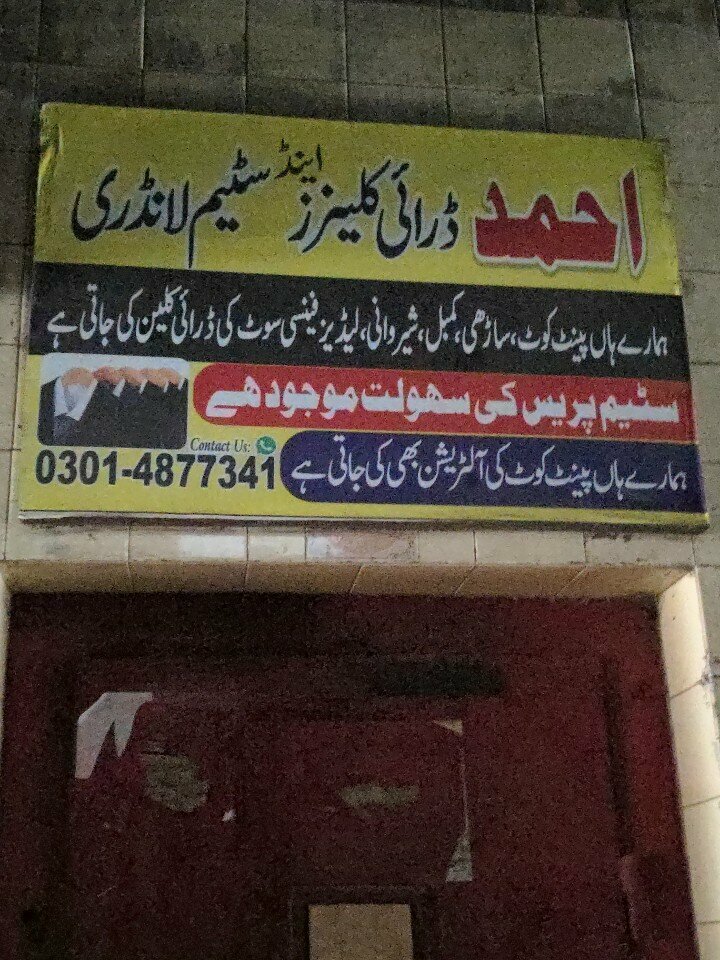 احمد ڈرائی کلینرز اینڈ سٹیم لانڈری
ہمارے ہاں پینٹ کوٹ، ساڑھی، کمبل، شیروانی، لیڈیز فینسی سوٹ کی ڈرائی کلین کی جاتی ہے
سٹیم پریس کی سہولت موجود ہے
Contact Us:
0301-4877341
ہمارے ہاں پینٹ کوٹ کی آلٹریشن بھی کی جاتی ہے